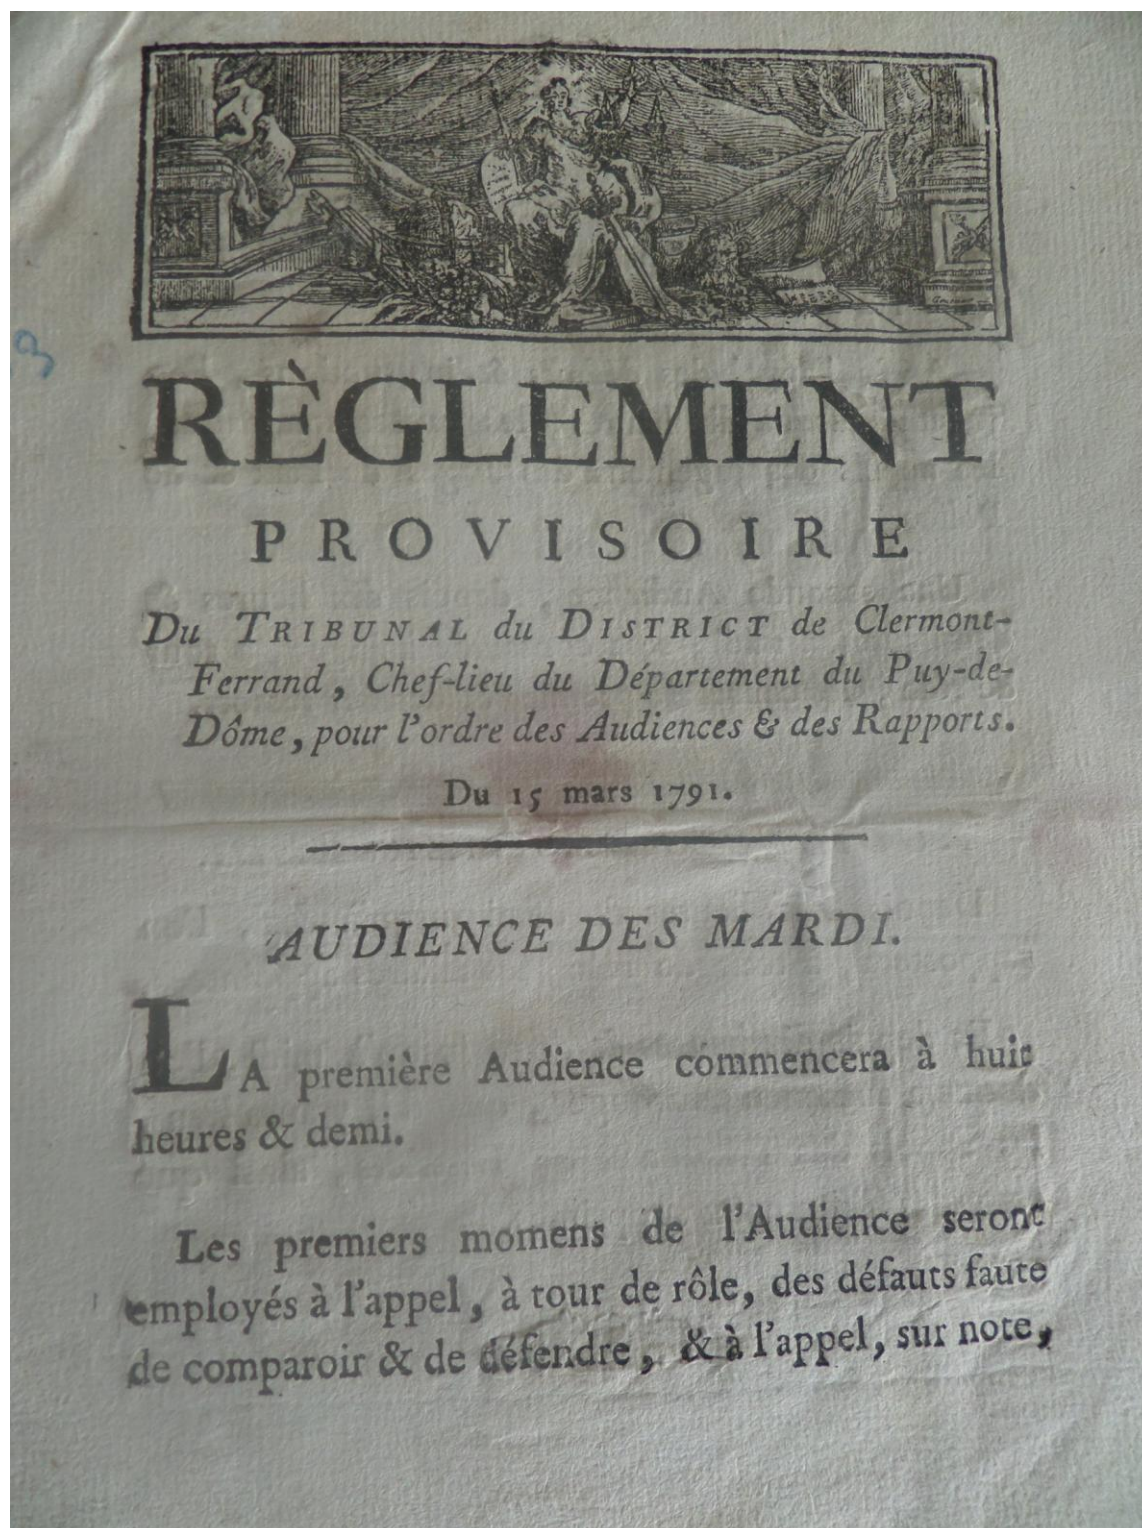 RÈGLEMENT
PROVISOIRE
Du TRIBUNAL du DISTRICT de Clermont-
Ferrand, Chef-lieu du Département du Puy-de-
Dôme, pour l'ordre des Audiences & des Rapports.
Du 15 mars 1791.
AUDIENCE DES MARDI.
LA première Audience commencera à huit
heures & demi.
Les premiers momens de l'Audience seront
employés à l'appel, à tour de rôle, des défauts faute
de comparoir & de défendre, & à l'appel, sur note,